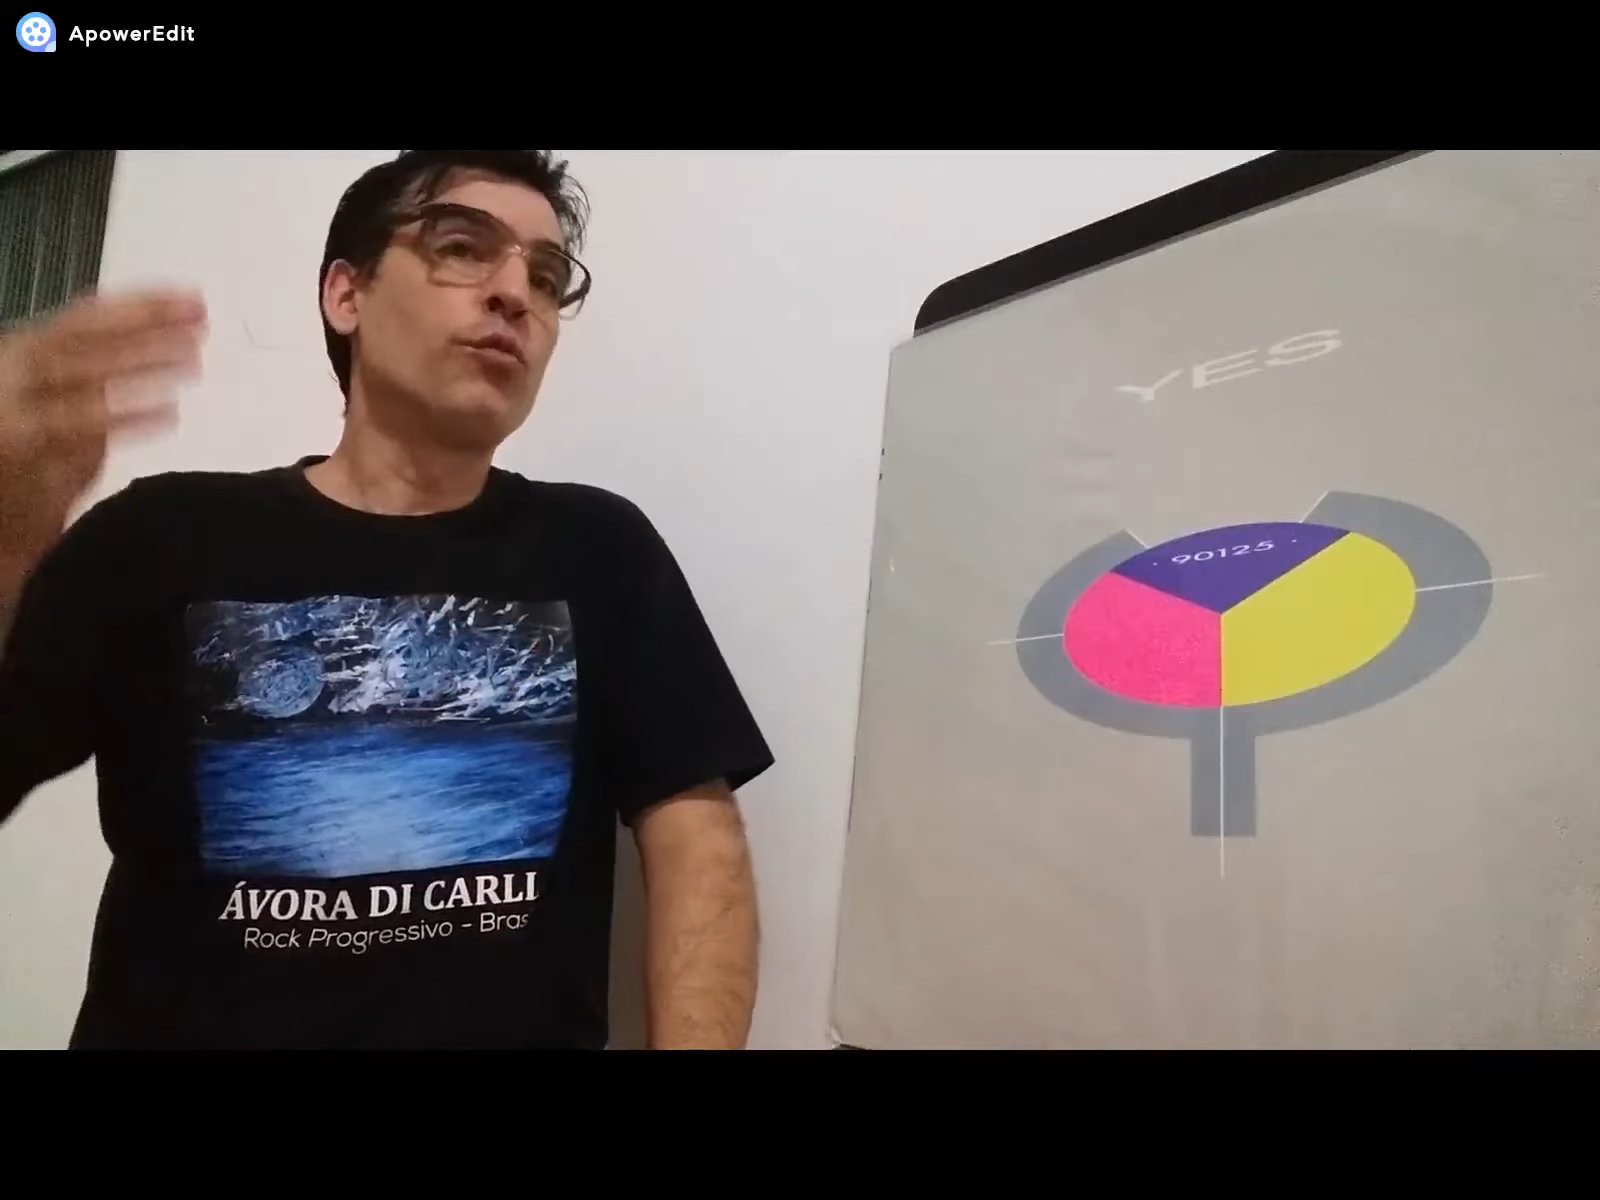 ApowerEdit
YES
· 90125 ·
ÁVORA DI CARLI
Rock Progressivo - Bras